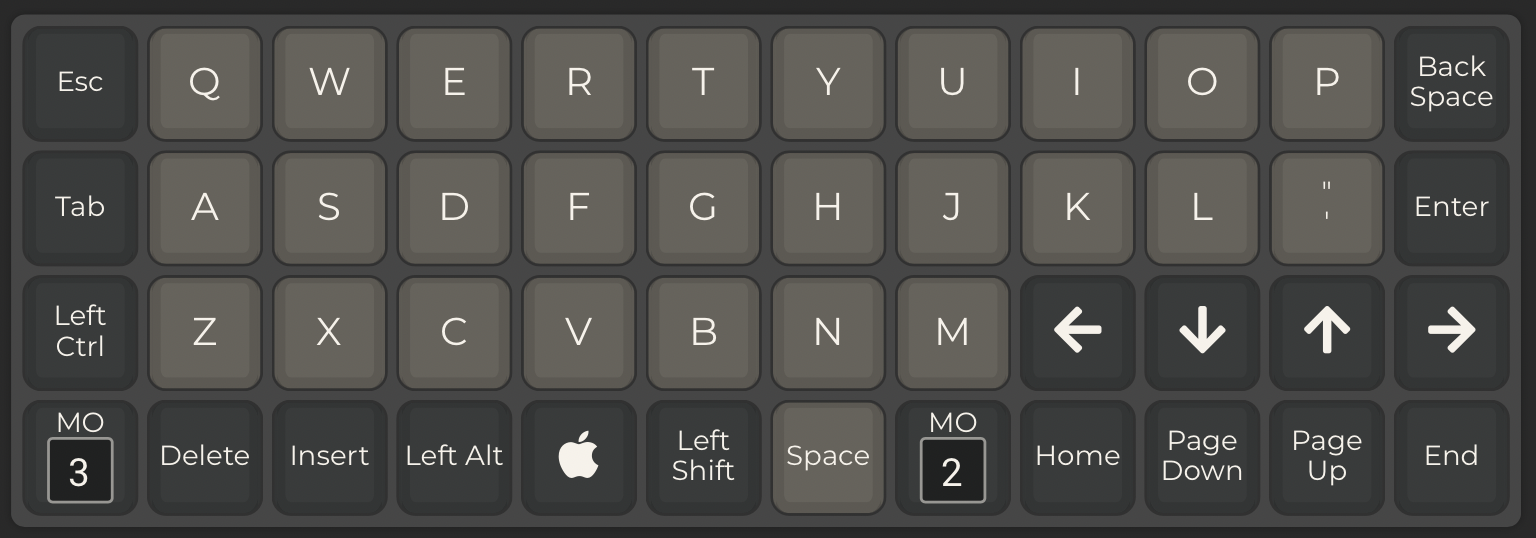 Esc Q W E R T Y U I O P Back
Space
Tab A S D F G H J K L "
' Enter
Left
Ctrl Z X C V B N M ← ↓ ↑ →
MO
3 Delete Insert Left Alt Left
Shift Space MO
2 Home Page
Down Page
Up End